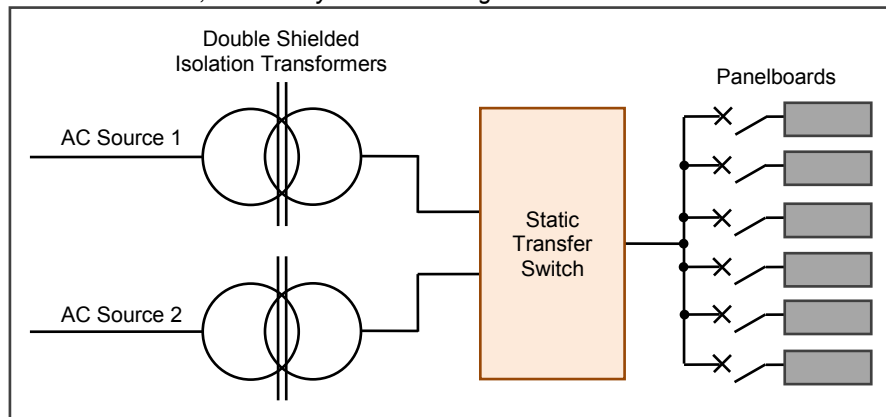 Double Shielded
Isolation Transformers
Panelboards
AC Source 1
Static
Transfer
Switch
AC Source 2